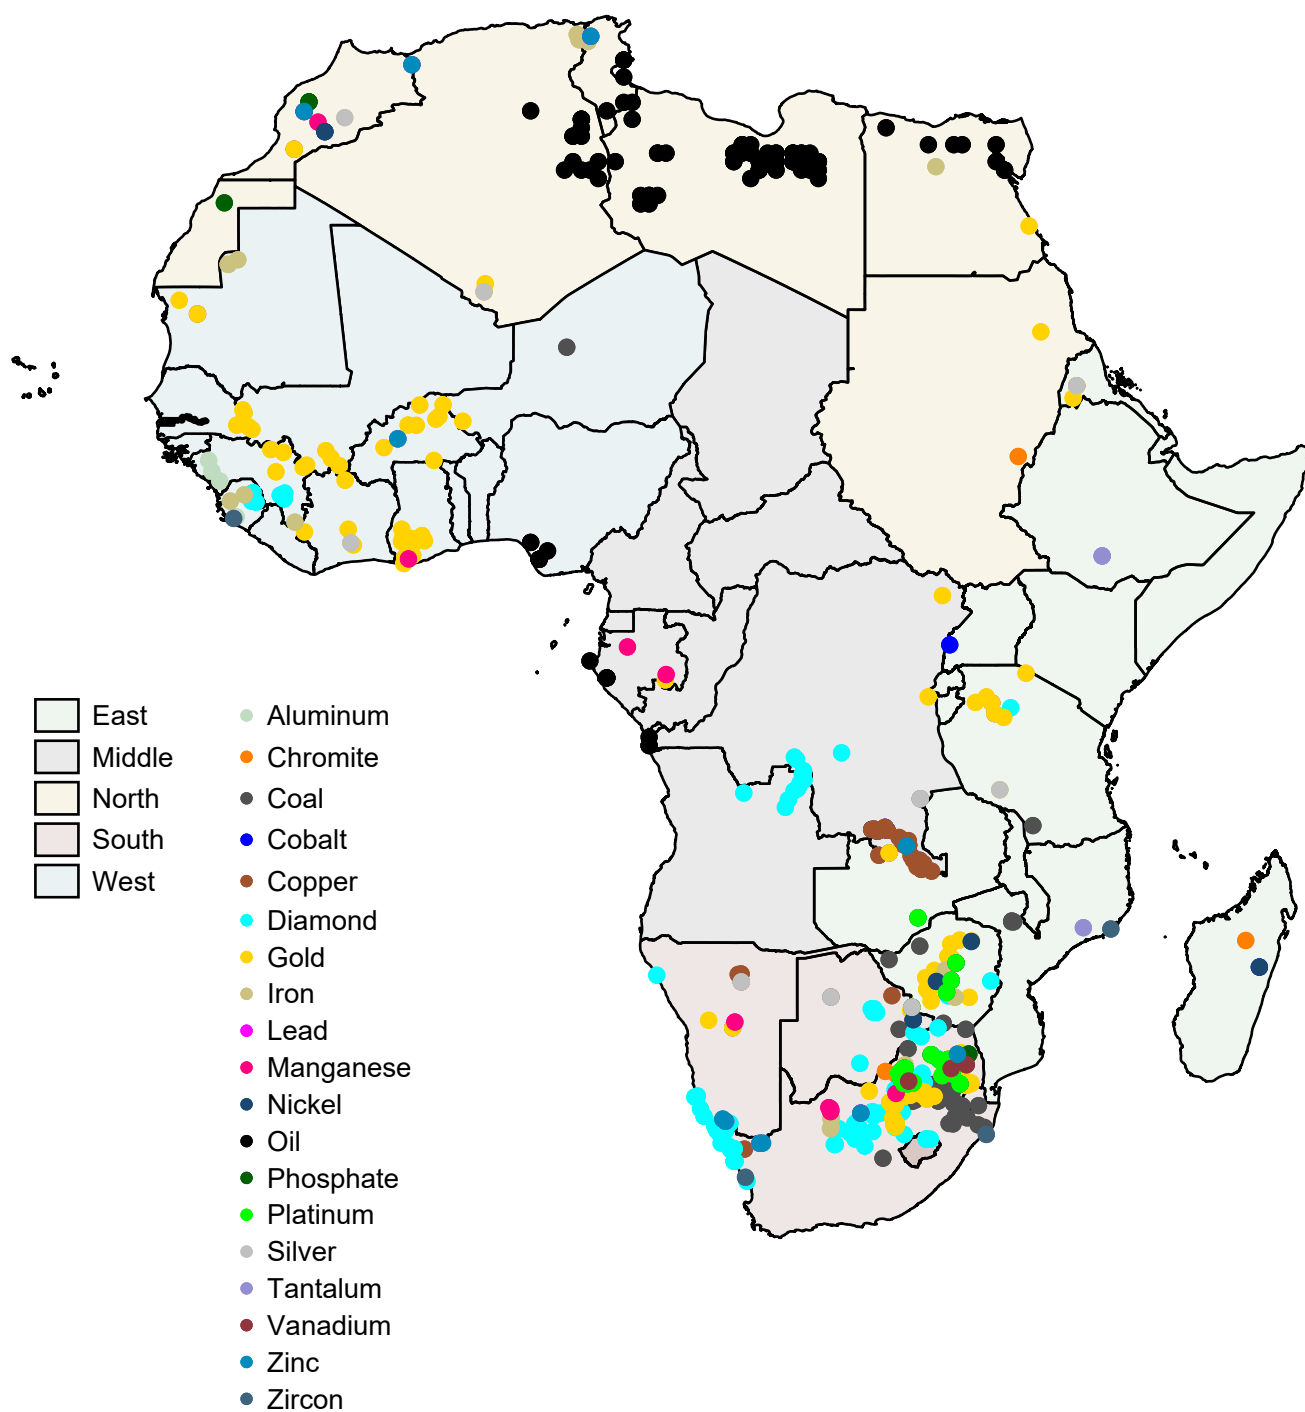 East
Middle
North
South
West
Aluminum
Chromite
Coal
Cobalt
Copper
Diamond
Gold
Iron
Lead
Manganese
Nickel
Oil
Phosphate
Platinum
Silver
Tantalum
Vanadium
Zinc
Zircon